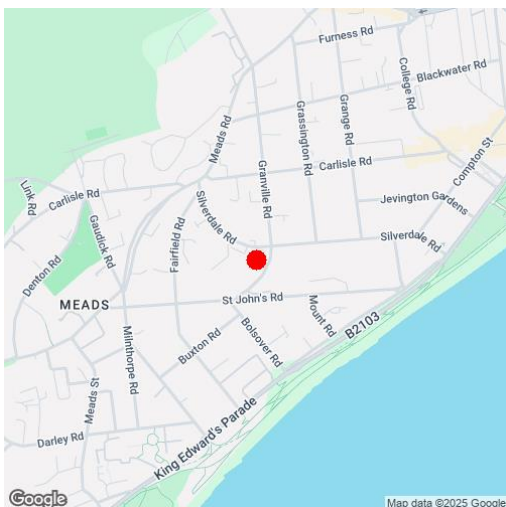 Furness Rd
Blackwater Rd
College Rd
Grange Rd
Grassington Rd
Meads Rd
Granville Rd
Compton St
Carlisle Rd
Link Rd
Carlisle Rd
Gaudick Rd
Silverdale Rd
Jevington Gardens
Fairfield Rd
Silverdale Rd
Denton Rd
MEADS
St John's Rd
Mount Rd
B2103
Milnthorpe Rd
Buxton Rd
Bolsover Rd
Meads St
Darley Rd
King Edward's Parade
Google
Map data ©2025 Google